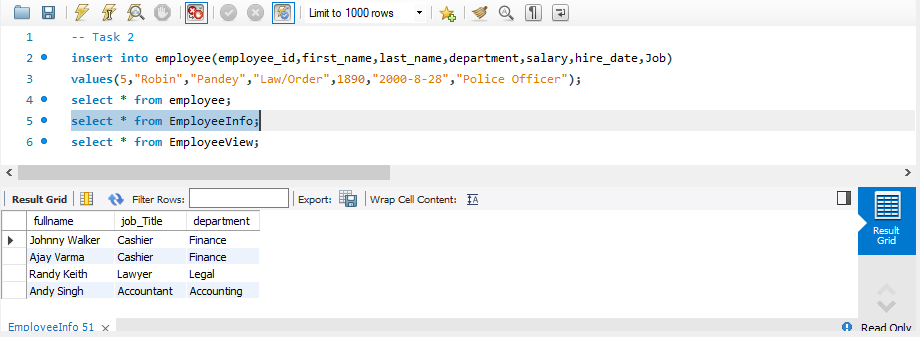 Limit to 1000 rows
1 -- Task 2
2 insert into employee(employee_id,first_name,last_name,department,salary,hire_date,Job)
3 values(5,"Robin","Pandey","Law/Order",1890,"2000-8-28","Police Officer");
4 select * from employee;
5 select * from EmployeeInfo;
6 select * from EmployeeView;
Result Grid Filter Rows: Export: Wrap Cell Content: IA
fullname job_Title department
Johnny Walker Cashier Finance
Ajay Varma Cashier Finance
Randy Keith Lawyer Legal
Andy Singh Accountant Accounting
Result
Grid
EmployeeInfo 51 × Read Only